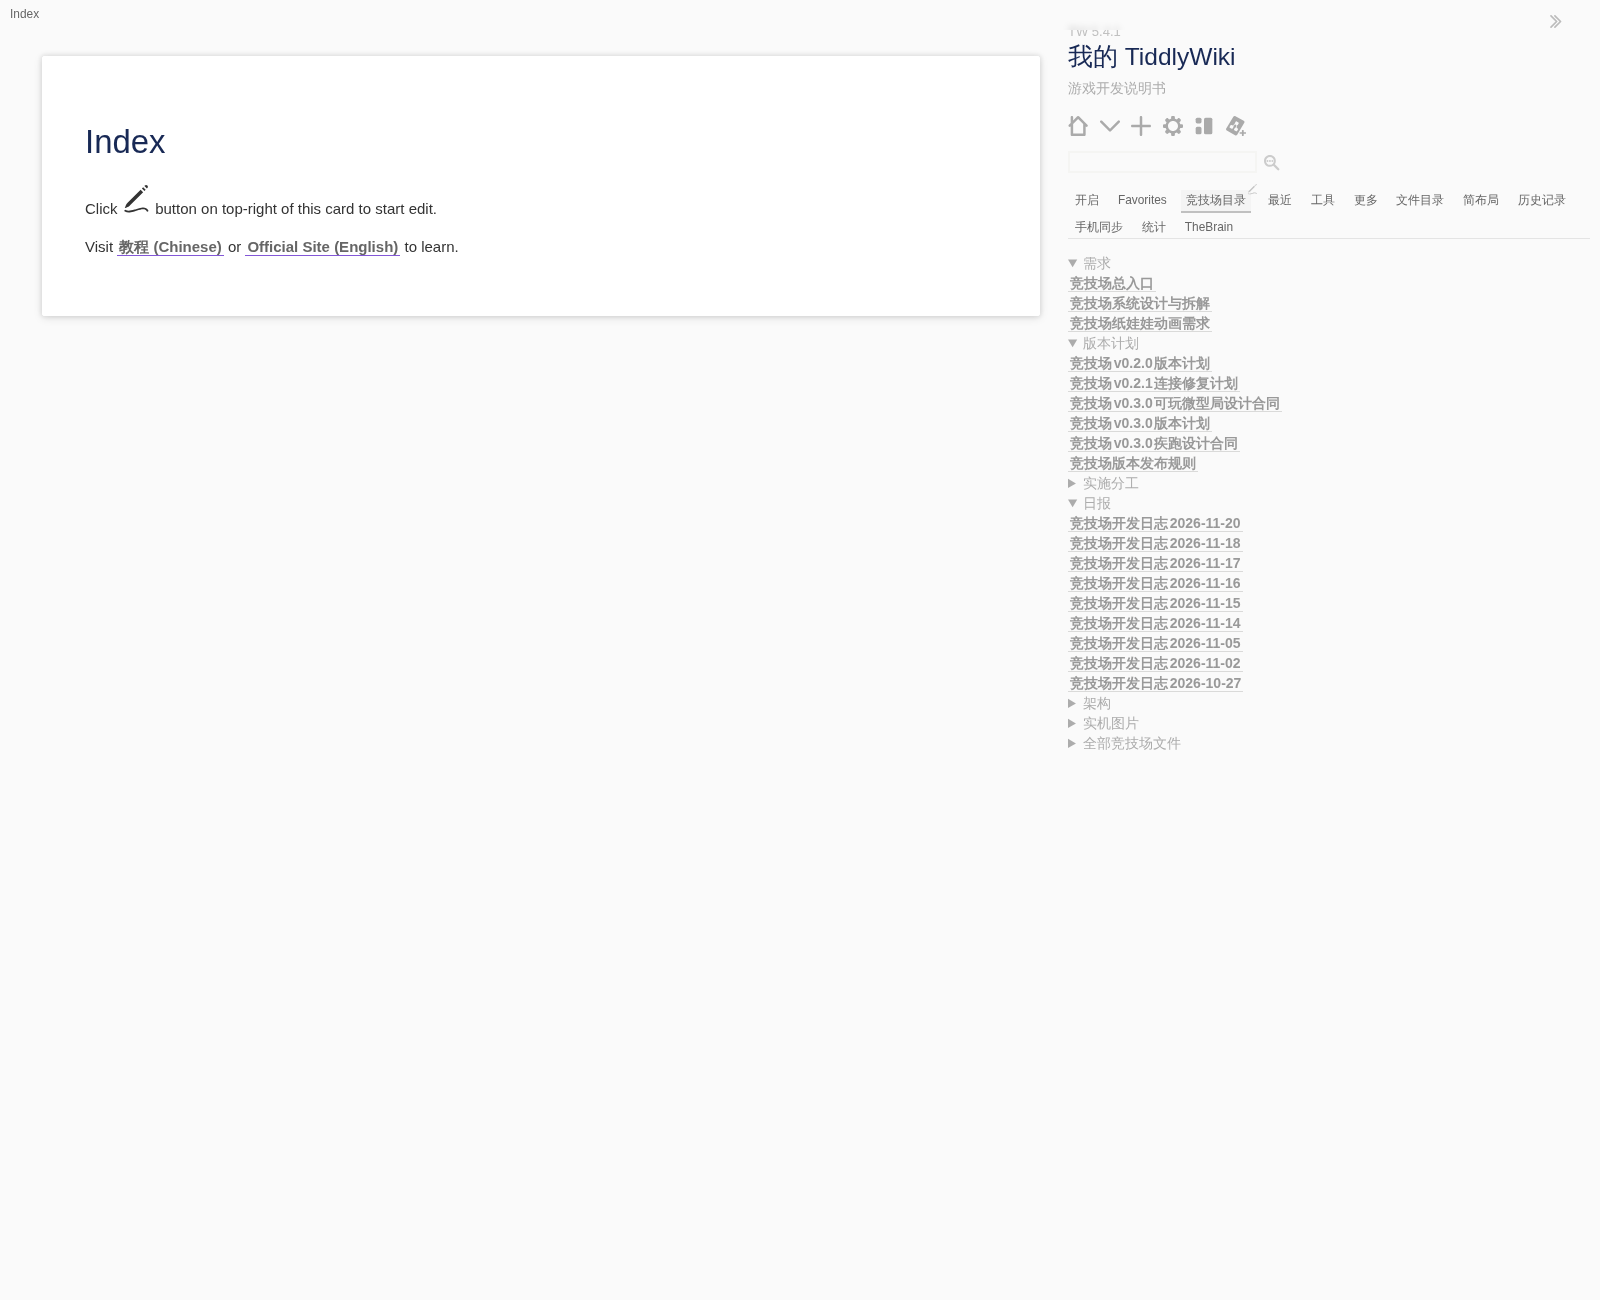 Index
TW 5.4.1
我的 TiddlyWiki
游戏开发说明书
Index
Click button on top-right of this card to start edit.
Visit 教程 (Chinese) or Official Site (English) to learn.
开启 Favorites 竞技场目录 最近 工具 更多 文件目录 简布局 历史记录
手机同步 统计 TheBrain
需求
竞技场总入口
竞技场系统设计与拆解
竞技场纸娃娃动画需求
版本计划
竞技场v0.2.0版本计划
竞技场v0.2.1连接修复计划
竞技场v0.3.0可玩微型局设计合同
竞技场v0.3.0版本计划
竞技场v0.3.0疾跑设计合同
竞技场版本发布规则
实施分工
日报
竞技场开发日志2026-11-20
竞技场开发日志2026-11-18
竞技场开发日志2026-11-17
竞技场开发日志2026-11-16
竞技场开发日志2026-11-15
竞技场开发日志2026-11-14
竞技场开发日志2026-11-05
竞技场开发日志2026-11-02
竞技场开发日志2026-10-27
架构
实机图片
全部竞技场文件